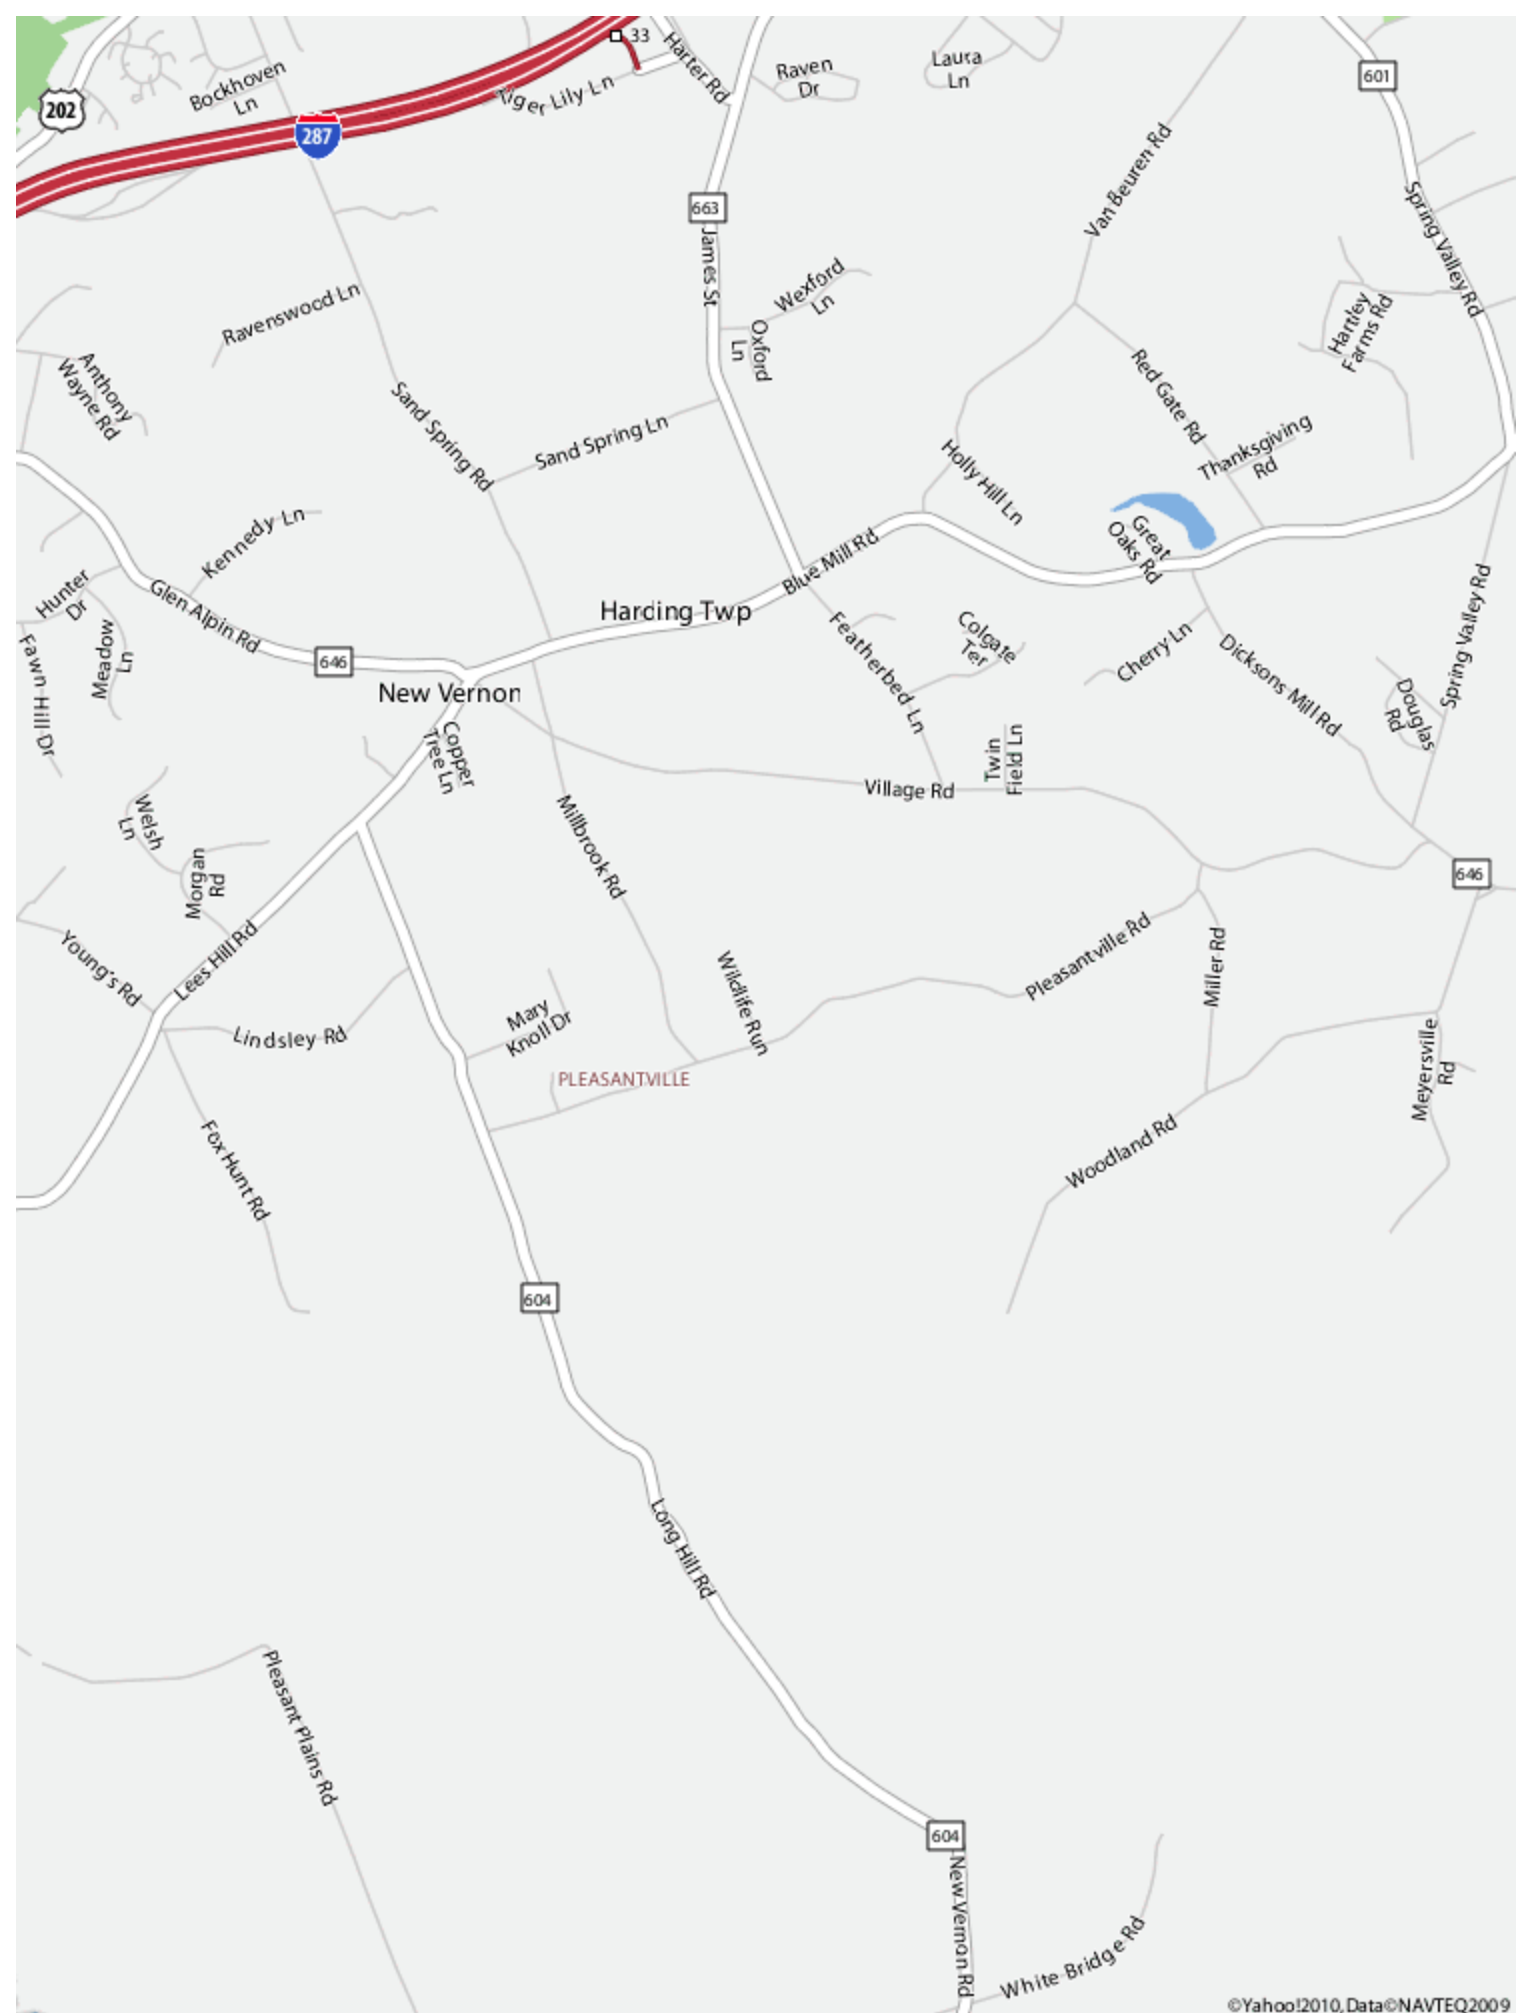 33
Harter Rd
Raven
Dr
Laura
Ln
601
Bockhoven
Ln
202
Tiger Lily Ln
287
Van Beuren Rd
663
James St
Spring Valley Rd
Wexford
Ln
Ravenswood Ln
Oxford
Ln
Hartley
Farms Rd
Anthony
Wayne Rd
Sand Spring Rd
Sand Spring Ln
Red Gate Rd
Thanksgiving
Rd
Holly Hill Ln
Kennedy Ln
Great
Oaks Rd
Blue Mill Rd
Hunter
Dr
Glen Alpin Rd
Harding Twp
Spring Valley Rd
Meadow
Ln
Fawn Hill Dr
646
New Vernon
Featherbed Ln
Colgate
Ter
Cherry Ln
Dicksons Mill Rd
Douglas
Rd
Copper
Tree Ln
Twin
Field Ln
Village Rd
Welsh
Ln
Millbrook Rd
Morgan
Rd
646
Young's Rd
Lees Hill Rd
Wildlife Run
Pleasantville Rd
Miller Rd
Lindsley Rd
Mary
Knoll Dr
PLEASANTVILLE
Meyersville
Rd
Fox Hunt Rd
Woodland Rd
604
Long Hill Rd
Pleasant Plains Rd
604
New Vernon Rd
White Bridge Rd
©Yahoo!2010, Data©NAVTEQ2009